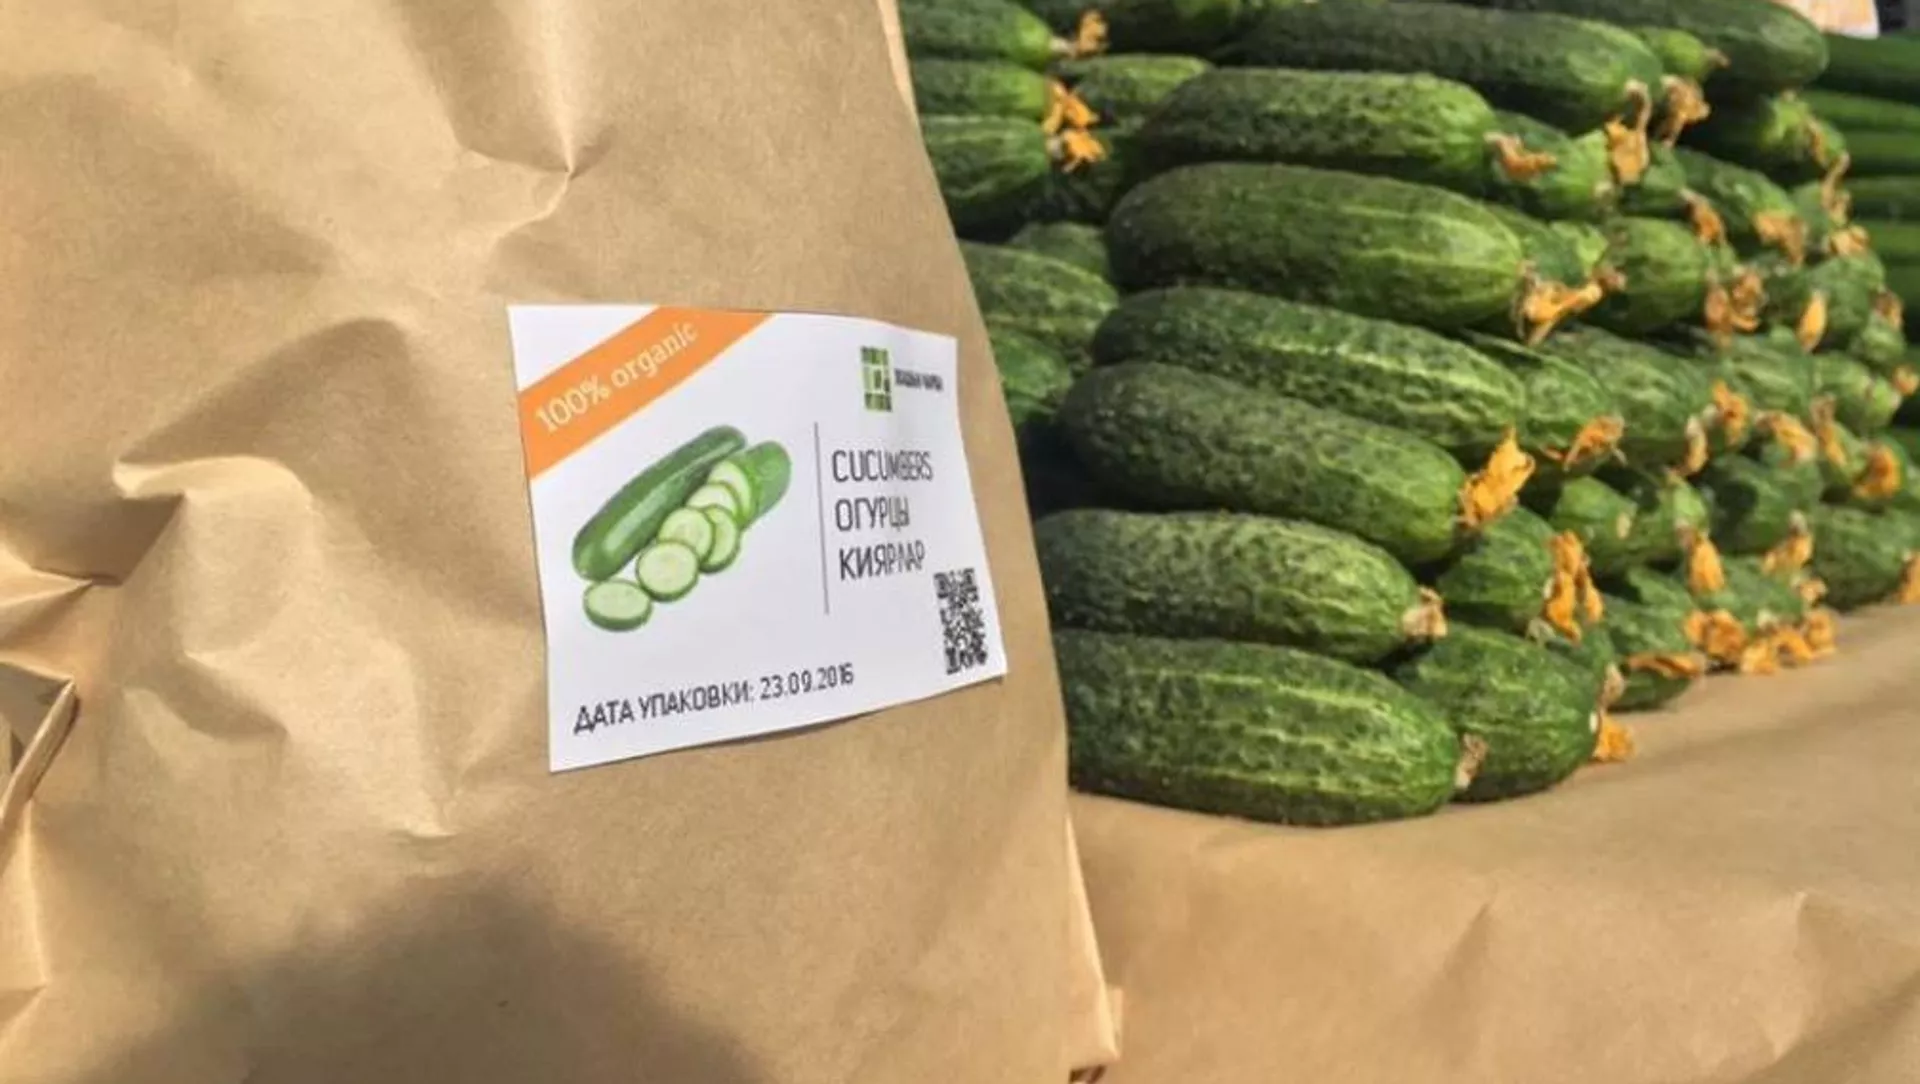 100% organic
CUCUMBERS
ОГУРЦЫ
КИЯРЛАР
ДАТА УПАКОВКИ: 23.09.2016